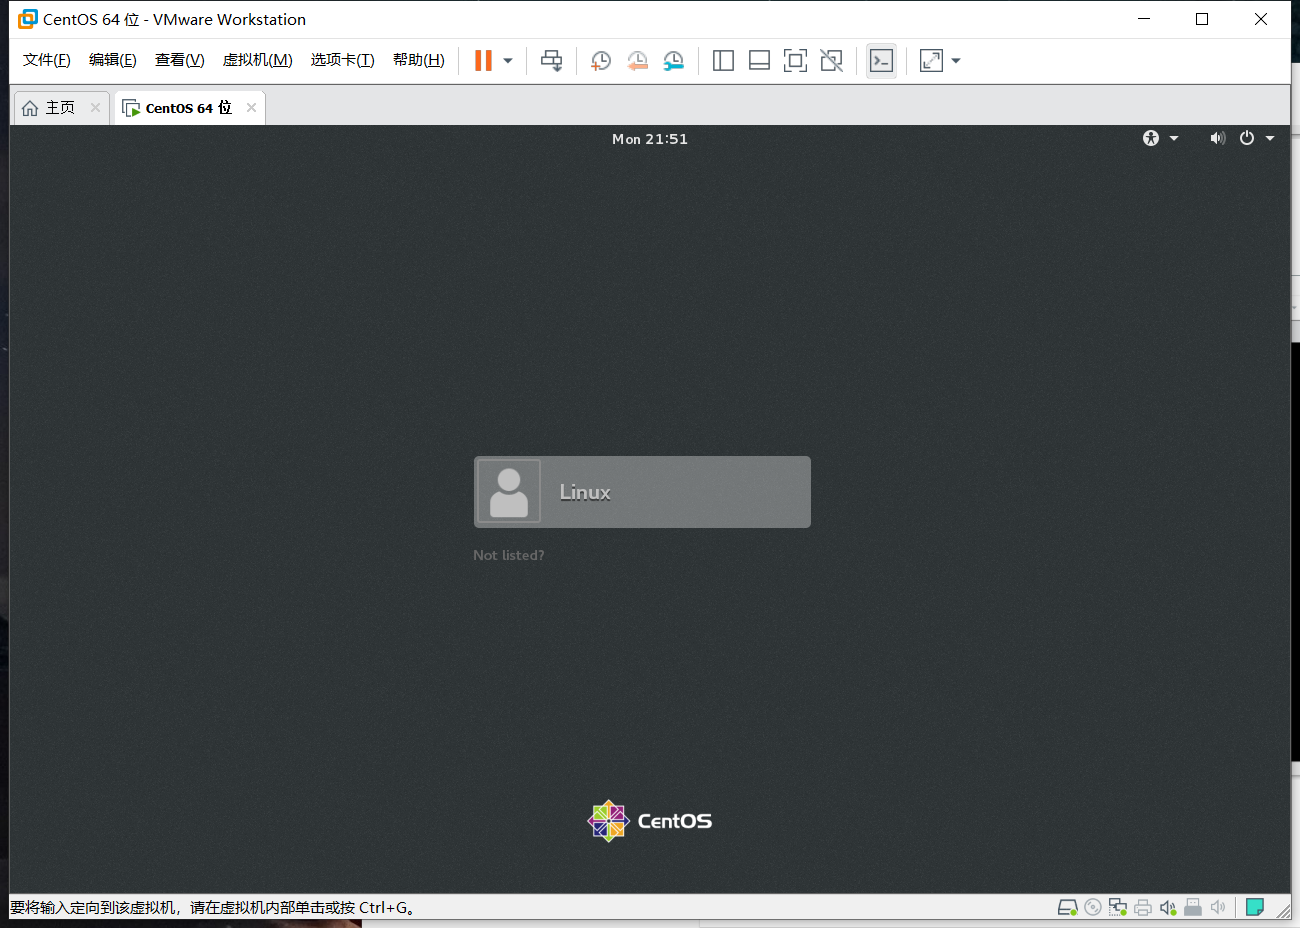 CentOS 64 位 - VMware Workstation
文件(F) 编辑(E) 查看(V) 虚拟机(M) 选项卡(T) 帮助(H)
主页 CentOS 64 位
Mon 21:51
Linux
Not listed?
CentOS
要将输入定向到该虚拟机，请在虚拟机内部单击或按 Ctrl+G。